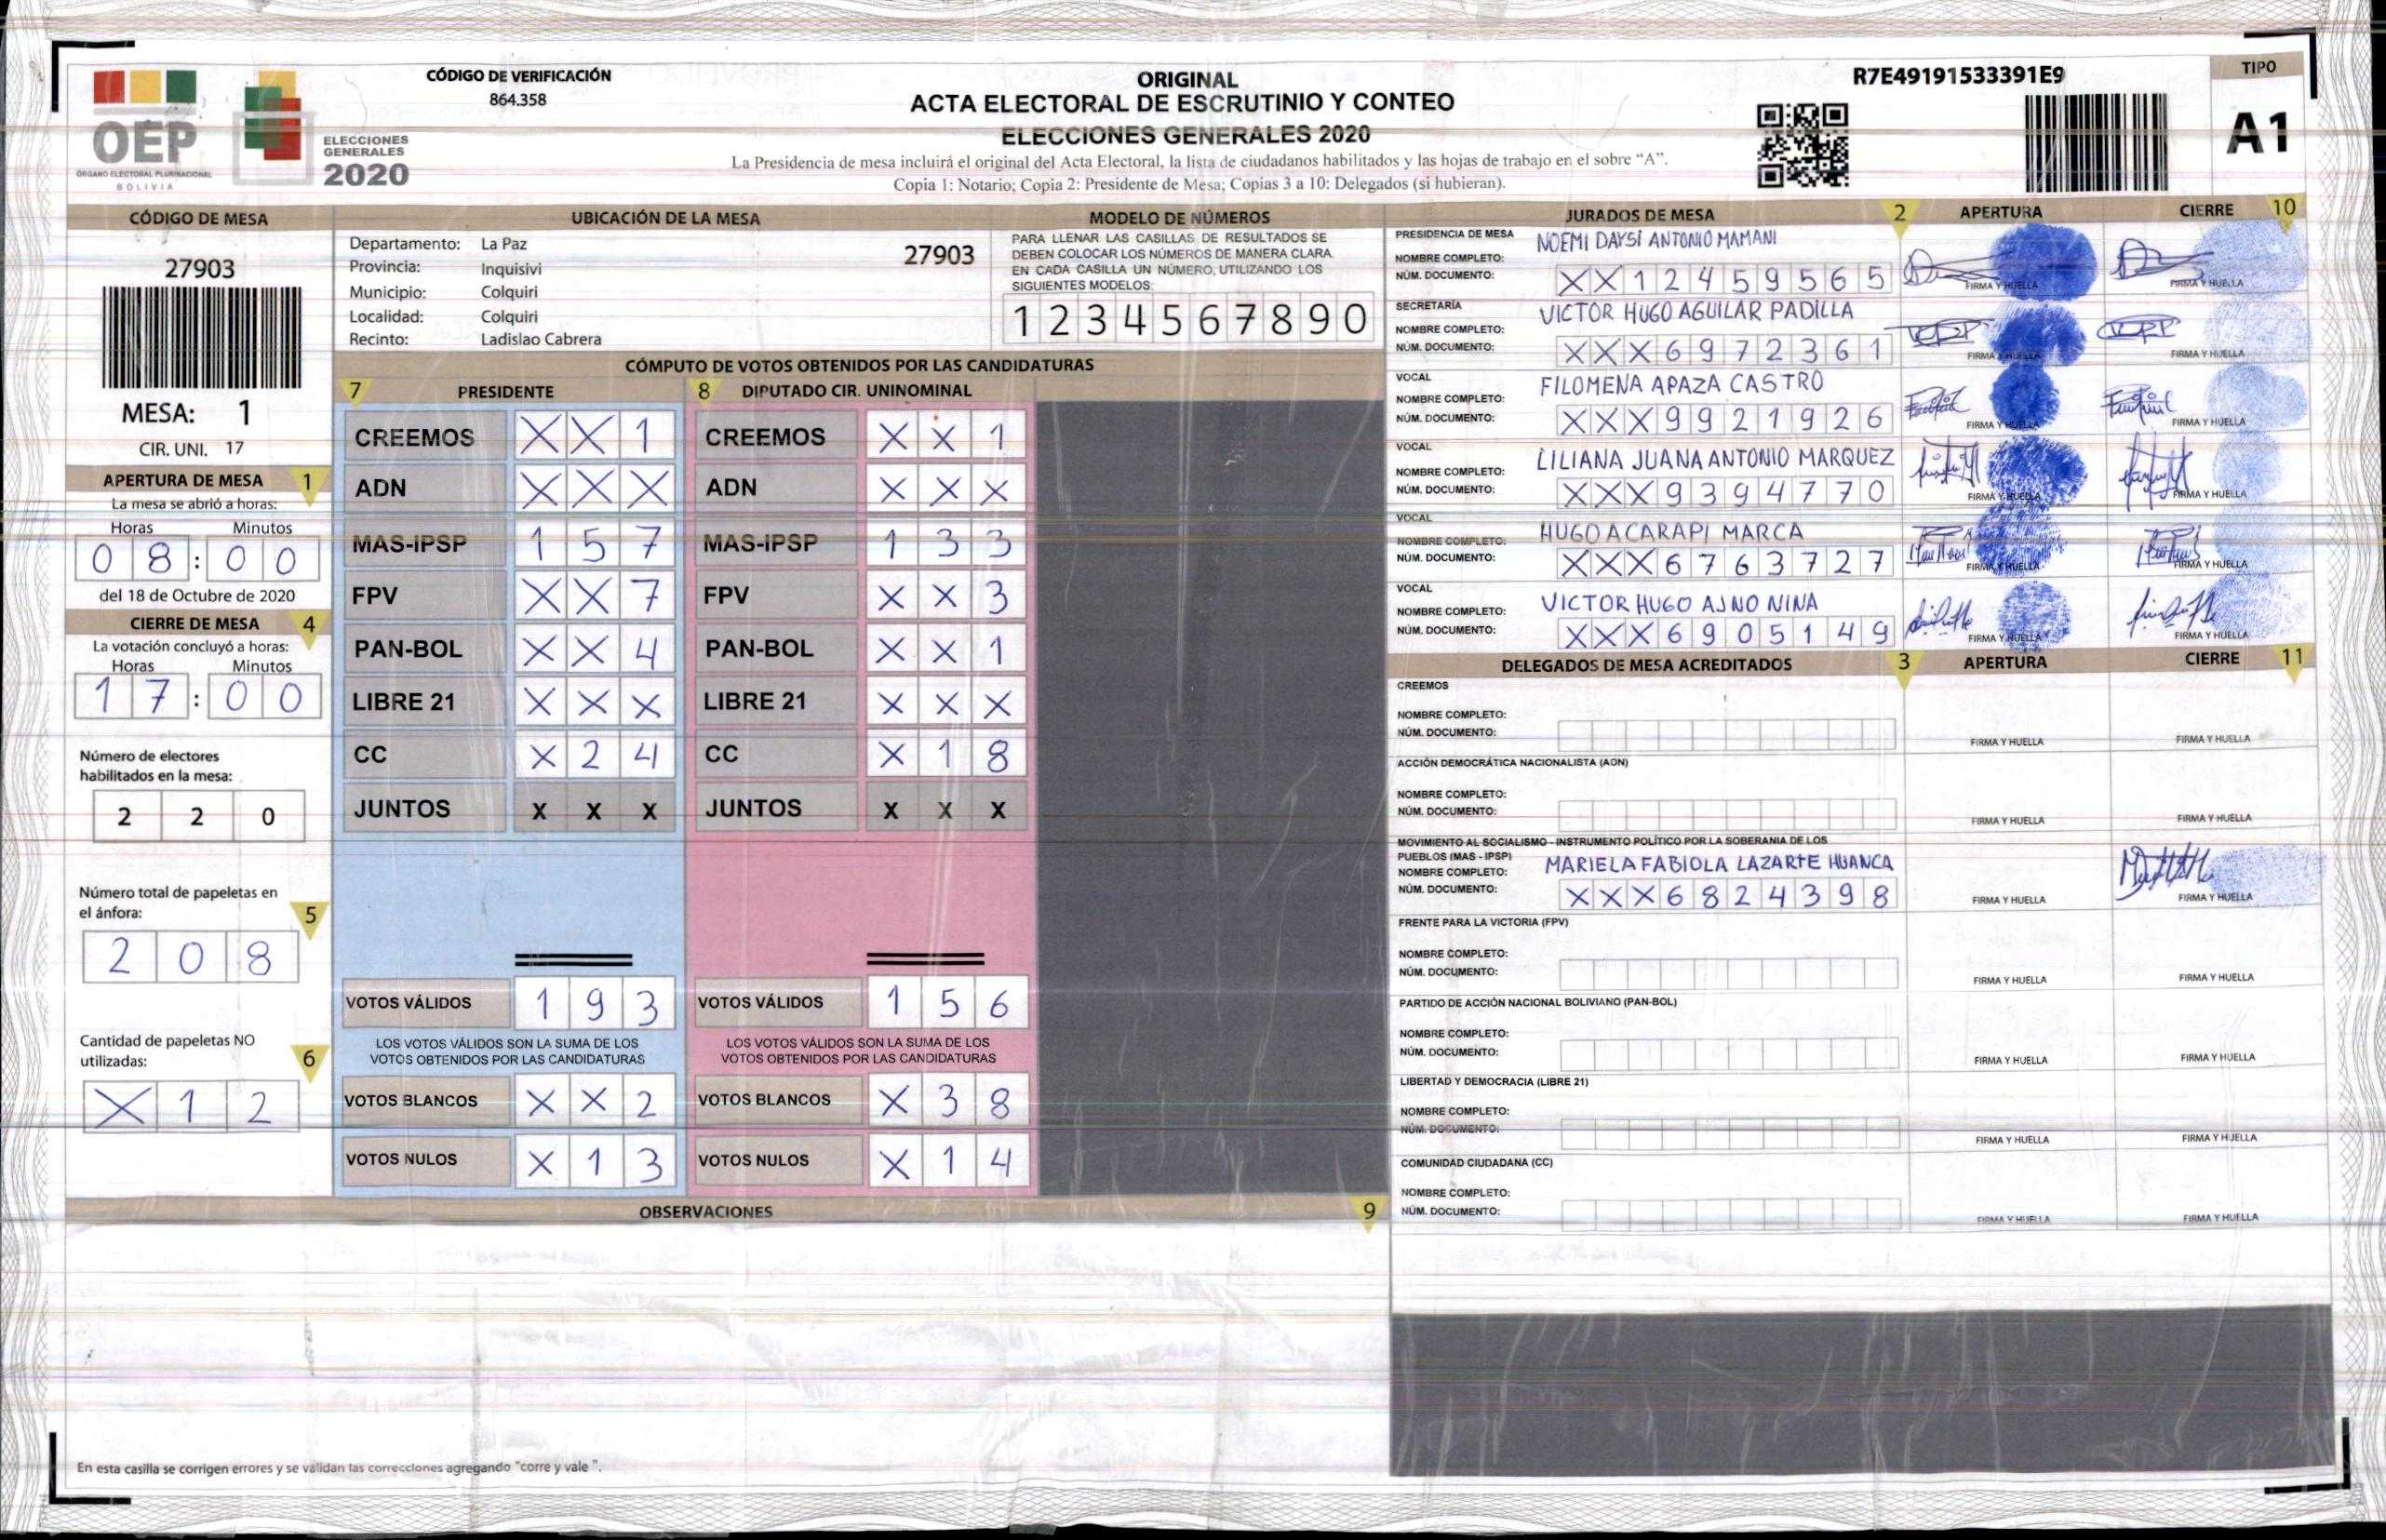 CÓDIGO DE VERIFICACIÓN
864.358
OEP
ÓRGANO ELECTORAL PLURINACIONAL
BOLIVIA
ELECCIONES
GENERALES
2020
ORIGINAL
ACTA ELECTORAL DE ESCRUTINIO Y CONTEO
ELECCIONES GENERALES 2020
La Presidencia de mesa incluirá el original del Acta Electoral, la lista de ciudadanos habilitados y las hojas de trabajo en el sobre "A".
Copia 1: Notario; Copia 2: Presidente de Mesa; Copias 3 a 10: Delegados (si hubieran).
R7E49191533391E9
TIPO
A1
CÓDIGO DE MESA
27903
MESA: 1
CIR. UNI. 17
APERTURA DE MESA 1
La mesa se abrió a horas:
Horas Minutos
0 8 : 0 0
del 18 de Octubre de 2020
CIERRE DE MESA 4
La votación concluyó a horas:
Horas Minutos
1 7 : 0 0
Número de electores
habilitados en la mesa:
2 2 0
Número total de papeletas en
el ánfora: 5
2 0 8
Cantidad de papeletas NO
utilizadas: 6
X 1 2
UBICACIÓN DE LA MESA
Departamento: La Paz 27903
Provincia: Inquisivi
Municipio: Colquiri
Localidad: Colquiri
Recinto: Ladislao Cabrera
MODELO DE NÚMEROS
PARA LLENAR LAS CASILLAS DE RESULTADOS SE
DEBEN COLOCAR LOS NÚMEROS DE MANERA CLARA.
EN CADA CASILLA UN NÚMERO, UTILIZANDO LOS
SIGUIENTES MODELOS:
1 2 3 4 5 6 7 8 9 0
CÓMPUTO DE VOTOS OBTENIDOS POR LAS CANDIDATURAS
7 PRESIDENTE 8 DIPUTADO CIR. UNINOMINAL
CREEMOS X X 1 CREEMOS X X 1
ADN X X X ADN X X X
MAS-IPSP 1 5 7 MAS-IPSP 1 3 3
FPV X X 7 FPV X X 3
PAN-BOL X X 4 PAN-BOL X X 1
LIBRE 21 X X X LIBRE 21 X X X
CC X 2 4 CC X 1 8
JUNTOS X X X JUNTOS X X X
VOTOS VÁLIDOS 1 9 3 VOTOS VÁLIDOS 1 5 6
LOS VOTOS VÁLIDOS SON LA SUMA DE LOS LOS VOTOS VÁLIDOS SON LA SUMA DE LOS
VOTOS OBTENIDOS POR LAS CANDIDATURAS VOTOS OBTENIDOS POR LAS CANDIDATURAS
VOTOS BLANCOS X X 2 VOTOS BLANCOS X 3 8
VOTOS NULOS X 1 3 VOTOS NULOS X 1 4
OBSERVACIONES 9
En esta casilla se corrigen errores y se validan las correcciones agregando "corre y vale ".
JURADOS DE MESA 2 APERTURA CIERRE 10
PRESIDENCIA DE MESA
NOMBRE COMPLETO: NOEMI DAYSI ANTONIO MAMANI
NÚM. DOCUMENTO: X X 1 2 4 5 9 5 6 5 FIRMA Y HUELLA FIRMA Y HUELLA
SECRETARÍA
NOMBRE COMPLETO: VICTOR HUGO AGUILAR PADILLA
NÚM. DOCUMENTO: X X X 6 9 7 2 3 6 1 FIRMA Y HUELLA FIRMA Y HUELLA
VOCAL
NOMBRE COMPLETO: FILOMENA APAZA CASTRO
NÚM. DOCUMENTO: X X X 9 9 2 1 9 2 6 FIRMA Y HUELLA FIRMA Y HUELLA
VOCAL
NOMBRE COMPLETO: LILIANA JUANA ANTONIO MARQUEZ
NÚM. DOCUMENTO: X X X 9 3 9 4 7 7 0 FIRMA Y HUELLA FIRMA Y HUELLA
VOCAL
NOMBRE COMPLETO: HUGO ACARAPI MARCA
NÚM. DOCUMENTO: X X X 6 7 6 3 7 2 7 FIRMA Y HUELLA FIRMA Y HUELLA
VOCAL
NOMBRE COMPLETO: VICTOR HUGO AJNO NINA
NÚM. DOCUMENTO: X X X 6 9 0 5 1 4 9 FIRMA Y HUELLA FIRMA Y HUELLA
DELEGADOS DE MESA ACREDITADOS 3 APERTURA CIERRE 11
CREEMOS
NOMBRE COMPLETO:
NÚM. DOCUMENTO: FIRMA Y HUELLA FIRMA Y HUELLA
ACCIÓN DEMOCRÁTICA NACIONALISTA (ADN)
NOMBRE COMPLETO:
NÚM. DOCUMENTO: FIRMA Y HUELLA FIRMA Y HUELLA
MOVIMIENTO AL SOCIALISMO - INSTRUMENTO POLÍTICO POR LA SOBERANIA DE LOS
PUEBLOS (MAS - IPSP)
NOMBRE COMPLETO: MARIELA FABIOLA LAZARTE HUANCA
NÚM. DOCUMENTO: X X X 6 8 2 4 3 9 8 FIRMA Y HUELLA FIRMA Y HUELLA
FRENTE PARA LA VICTORIA (FPV)
NOMBRE COMPLETO:
NÚM. DOCUMENTO: FIRMA Y HUELLA FIRMA Y HUELLA
PARTIDO DE ACCIÓN NACIONAL BOLIVIANO (PAN-BOL)
NOMBRE COMPLETO:
NÚM. DOCUMENTO: FIRMA Y HUELLA FIRMA Y HUELLA
LIBERTAD Y DEMOCRACIA (LIBRE 21)
NOMBRE COMPLETO:
NÚM. DOCUMENTO: FIRMA Y HUELLA FIRMA Y HUELLA
COMUNIDAD CIUDADANA (CC)
NOMBRE COMPLETO:
NÚM. DOCUMENTO: FIRMA Y HUELLA FIRMA Y HUELLA